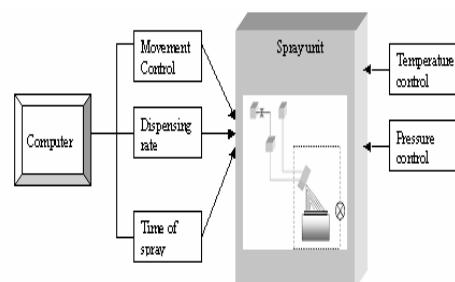 Movement
Control
Spray unit
Temperature
control
Computer
Dispensing
rate
Pressure
control
Time of
spray